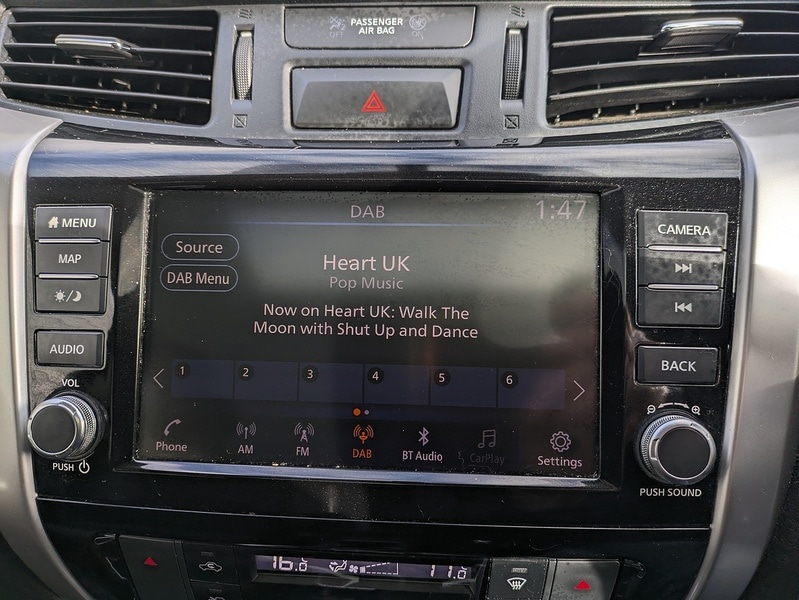 OFF
PASSENGER
AIR BAG
ON
MENU
MAP
AUDIO
VOL
PUSH
DAB
1:47
Source
DAB Menu
Heart UK
Pop Music
Now on Heart UK: Walk The
Moon with Shut Up and Dance
1 2 3 4 5 6
Phone
AM
FM
DAB
BT Audio
CarPlay
Settings
CAMERA
BACK
PUSH SOUND
16.0